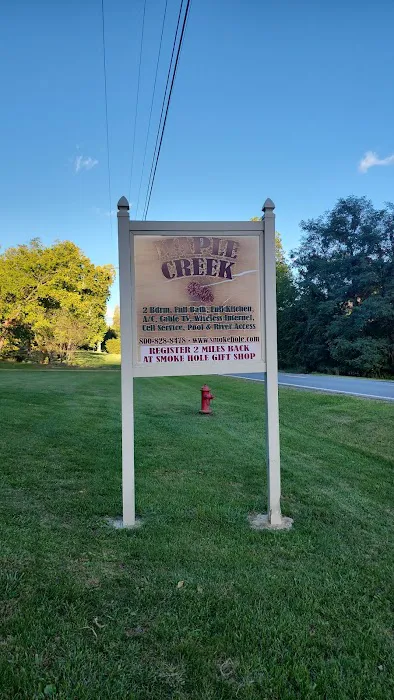 MAPLE
CREEK
2 Bdrm, Full Bath, Full Kitchen,
A/C, Cable TV, Wireless Internet,
Cell Service, Pool & River Access
800-828-8478 - www.smokehole.com
REGISTER 2 MILES BACK
AT SMOKE HOLE GIFT SHOP